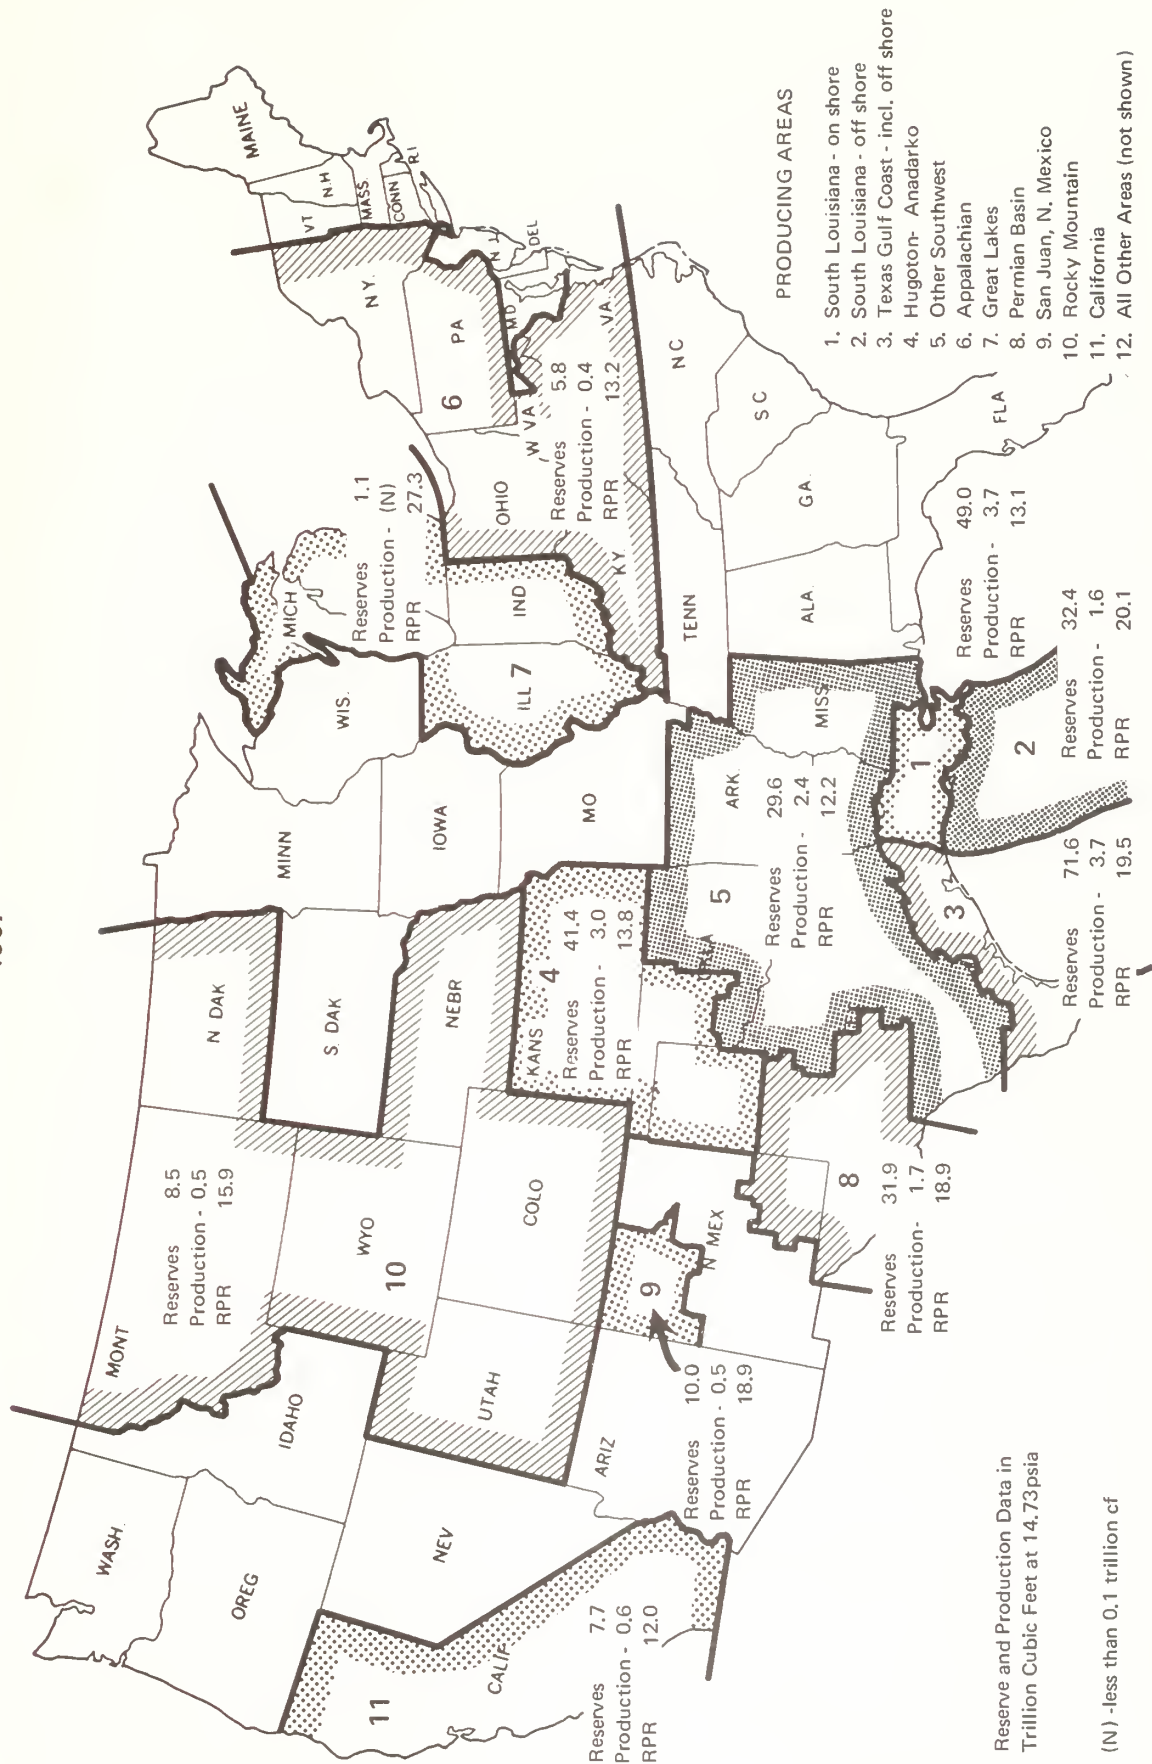 MAINE
VT
N.H
MASS.
CONN
R.I
N.Y.
PA
6
N J
DEL
MD
W VA
VA.
OHIO
Reserves 5.8
Production - 0.4
RPR 13.2
KY.
IND
ILL 7
MICH
Reserves 1.1
Production - (N)
RPR 27.3
WIS.
MINN
IOWA
MO
TENN
N C
S C
GA.
ALA.
FLA
MISS.
ARK.
5
Reserves 29.6
Production - 2.4
RPR 12.2
1
Reserves 49.0
Production - 3.7
RPR 13.1
2
Reserves 32.4
Production - 1.6
RPR 20.1
3
Reserves 71.6
Production - 3.7
RPR 19.5
N DAK
S. DAK
NEBR
KANS 4
Reserves 41.4
Production - 3.0
RPR 13.8
8
Reserves 31.9
Production- 1.7
RPR 18.9
N MEX
9
Reserves 10.0
Production - 0.5
RPR 18.9
MONT
Reserves 8.5
Production - 0.5
RPR 15.9
WYO
10
COLO
UTAH
IDAHO
ARIZ
NEV
WASH.
OREG
CALIF
11
Reserves 7.7
Production - 0.6
RPR 12.0
PRODUCING AREAS
1. South Louisiana - on shore
2. South Louisiana - off shore
3. Texas Gulf Coast - incl. off shore
4. Hugoton- Anadarko
5. Other Southwest
6. Appalachian
7. Great Lakes
8. Permian Basin
9. San Juan, N. Mexico
10. Rocky Mountain
11. California
12. All Other Areas (not shown)
Reserve and Production Data in
Trillion Cubic Feet at 14.73psia
(N) -less than 0.1 trillion cf